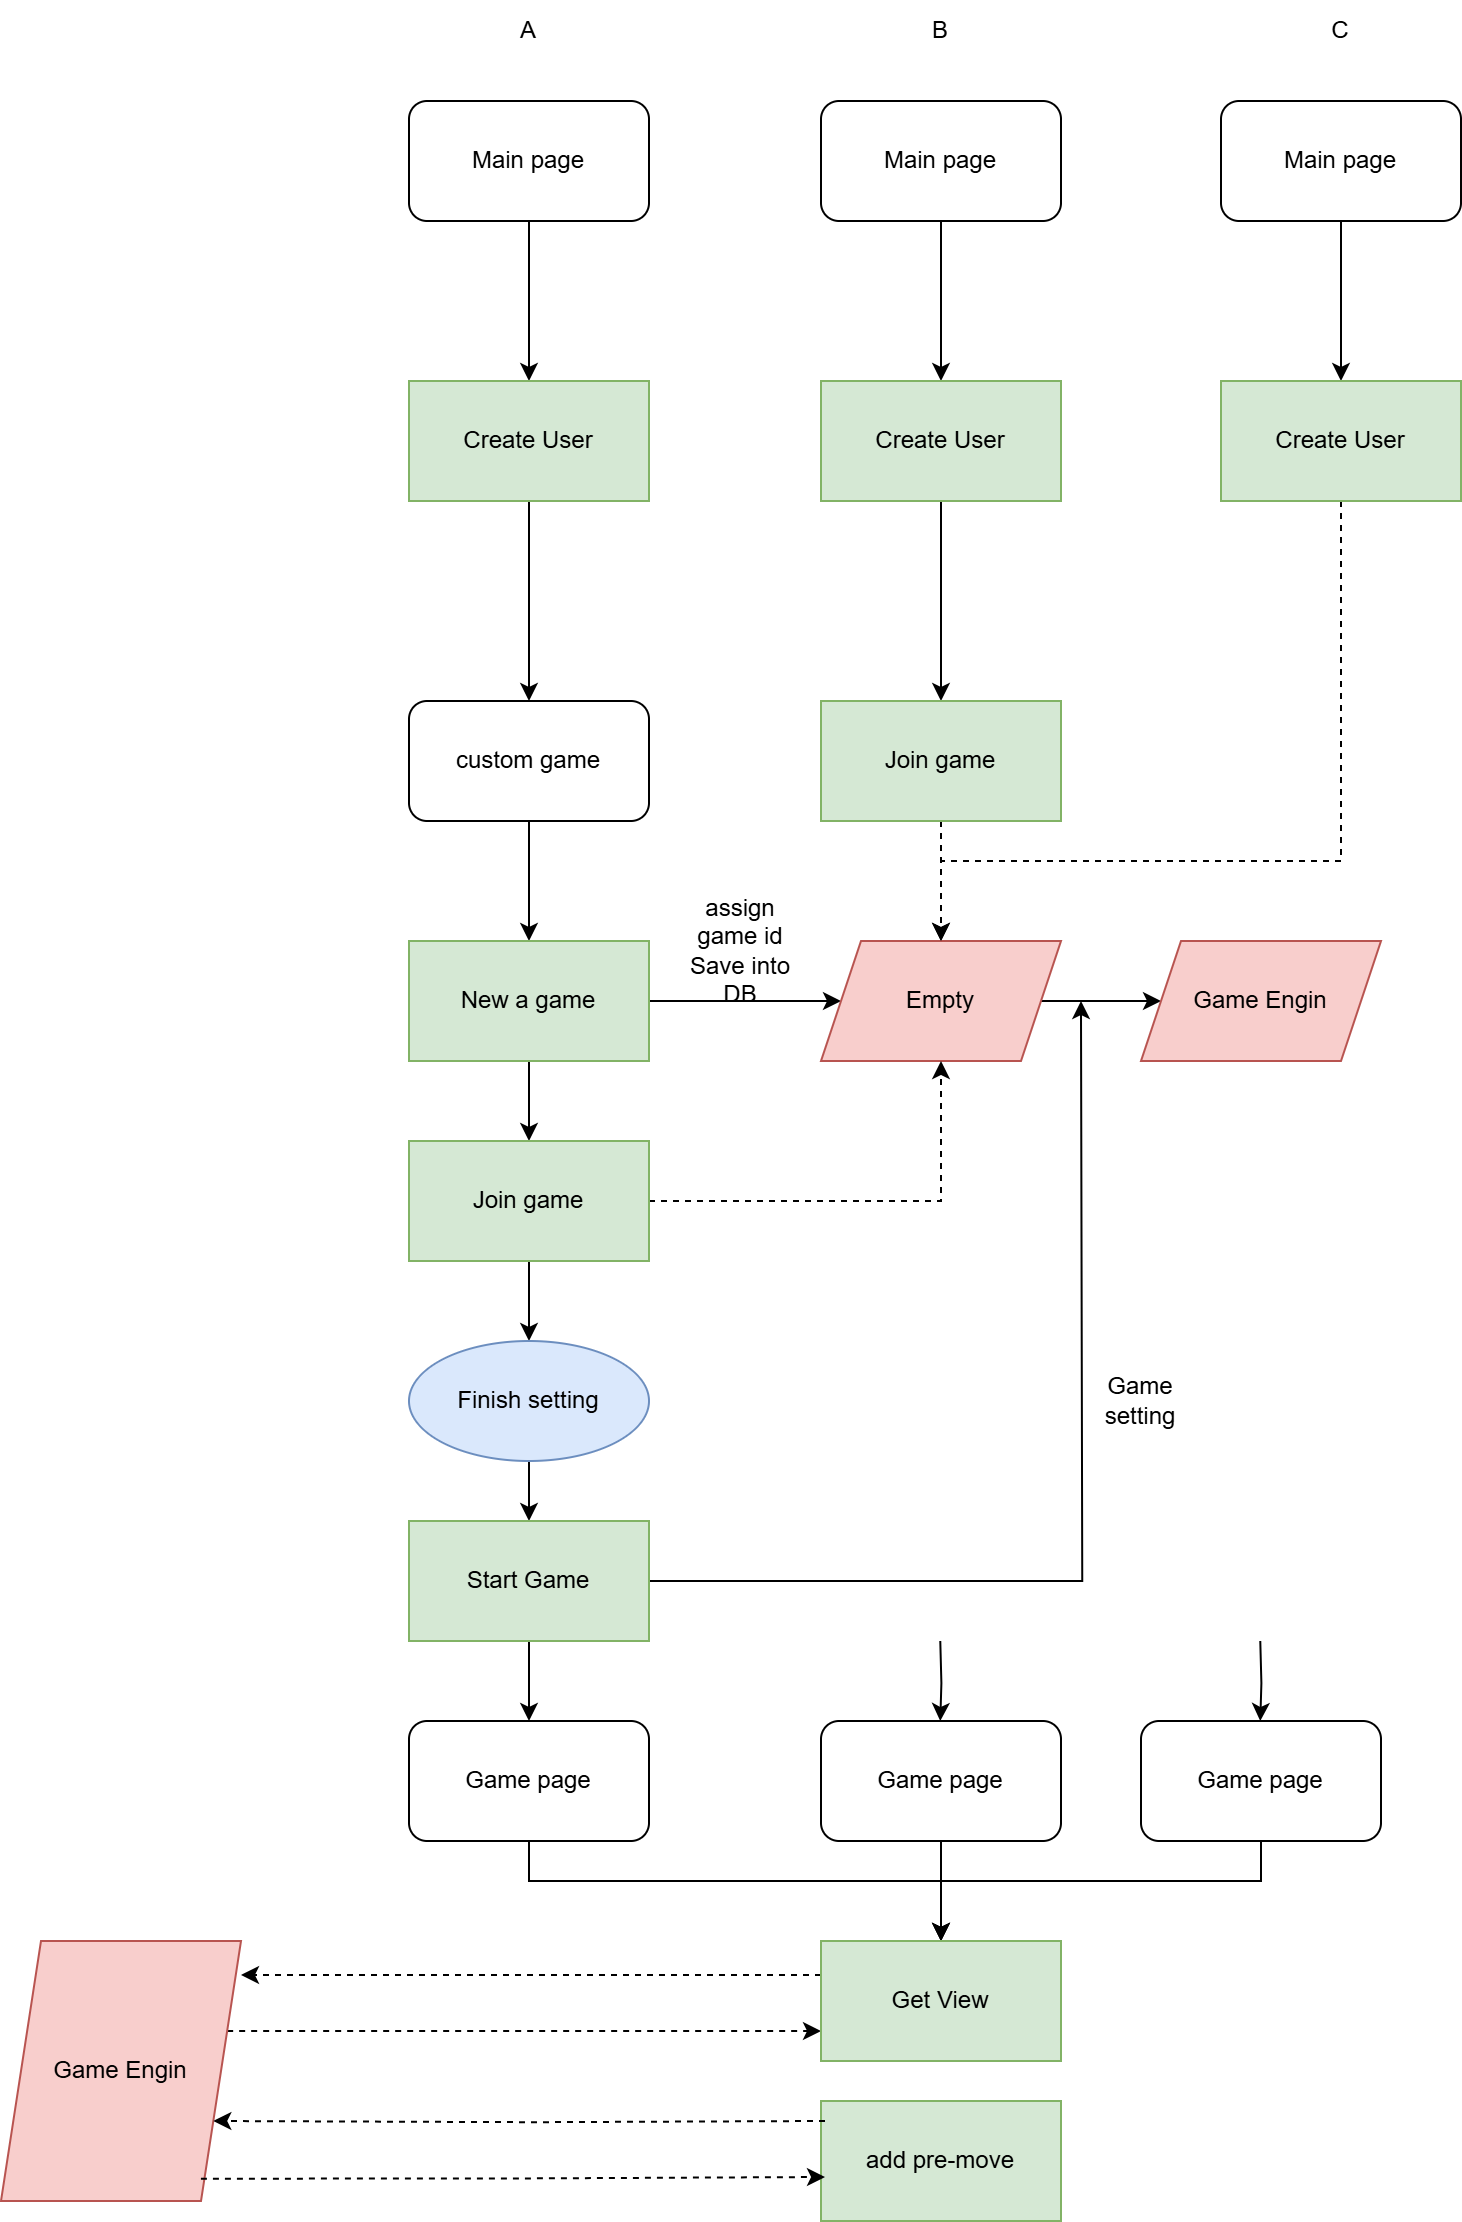 A
B
C
Main page
Main page
Main page
Create User
Create User
Create User
custom game
Join game
assign
game id
Save into
DB
New a game
Empty
Game Engin
Join game
Finish setting
Game
setting
Start Game
Game page
Game page
Game page
Get View
Game Engin
add pre-move